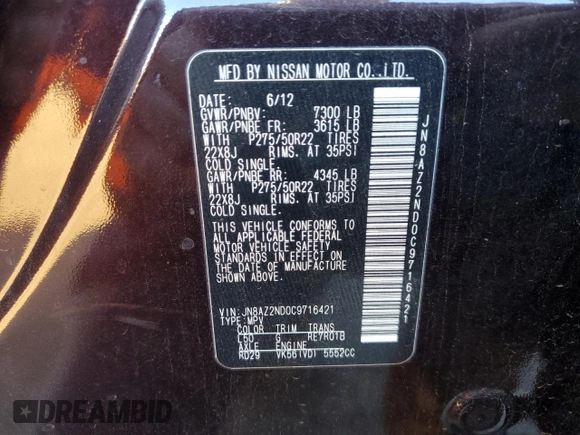 MFD BY NISSAN MOTOR CO.,LTD.
DATE: 6/12
GVWR/PNBV: 7300 LB
GAWR/PNBE FR: 3615 LB
WITH P275/50R22 TIRES
22X8J RIMS. AT 35PSI
COLD SINGLE.
GAWR/PNBE RR: 4345 LB
WITH P275/50R22 TIRES
22X8J RIMS. AT 35PSI
COLD SINGLE.
THIS VEHICLE CONFORMS TO
ALL APPLICABLE FEDERAL
MOTOR VEHICLE SAFETY
STANDARDS IN EFFECT ON
THE DATE OF MANUFACTURE
SHOWN ABOVE.
VIN: JN8AZ2ND0C9716421
TYPE: MPV
COLOR TRIM TRANS
L50 G RE7R01B
AXLE ENGINE
RD29 VK56(VD) 5552CC
JN8AZ2ND0C9716421
DREAMBID